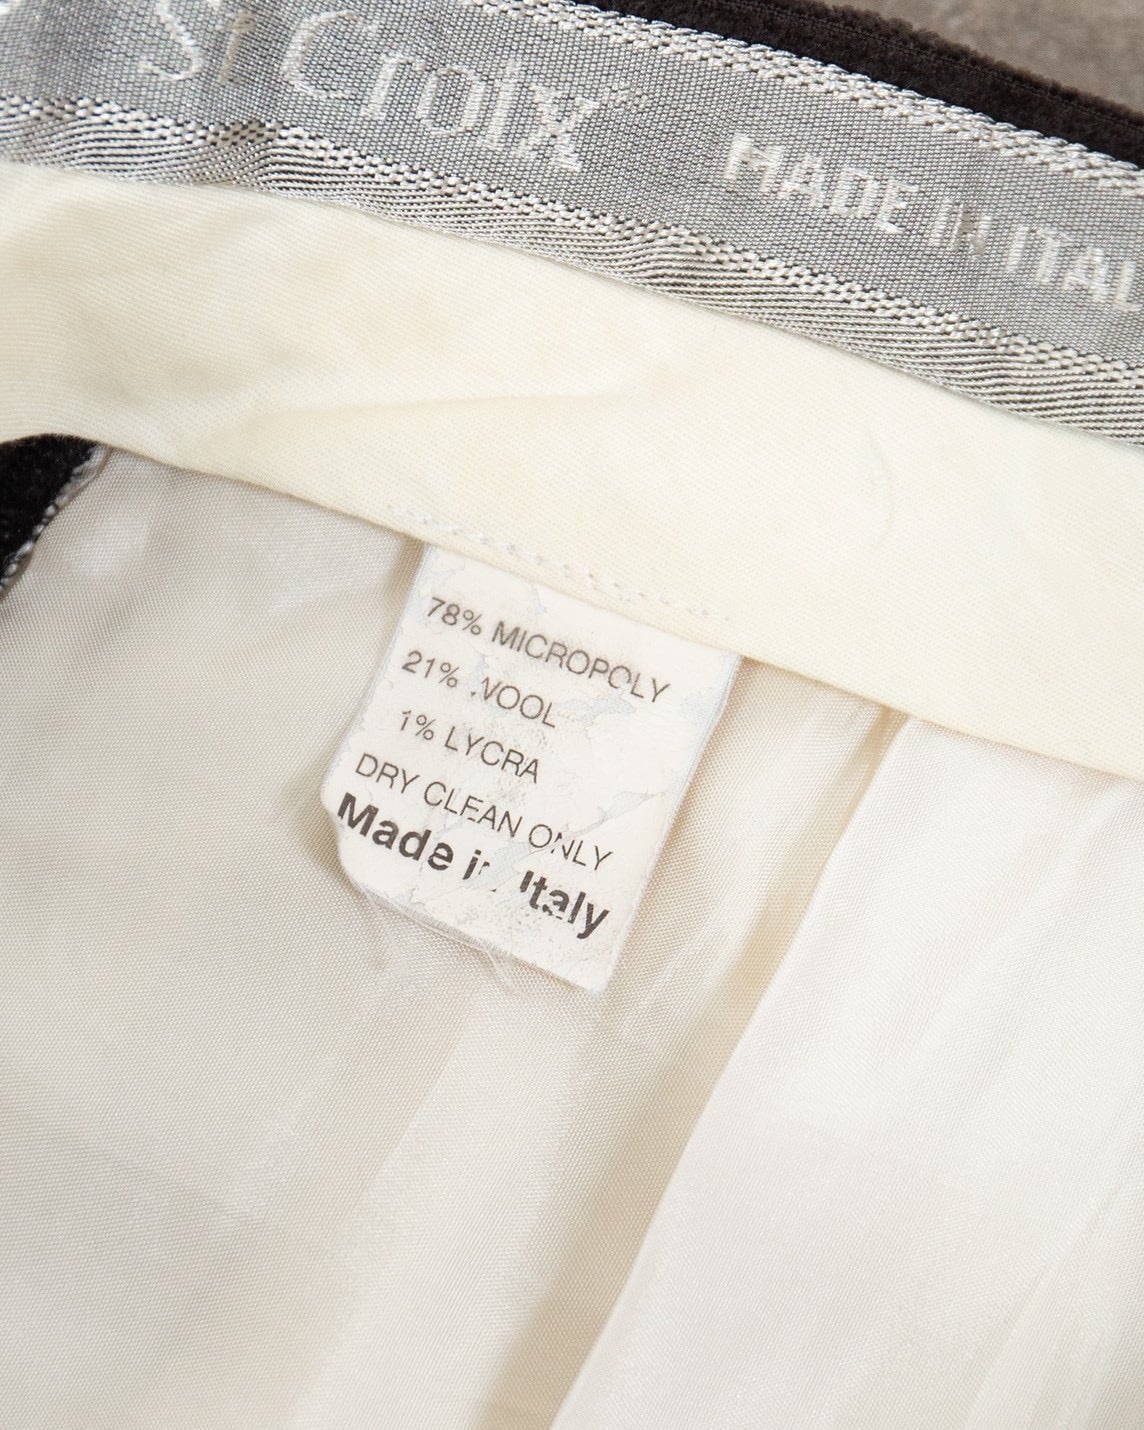 St Croix MADE IN ITAL
78% MICROPOLY
21% WOOL
1% LYCRA
DRY CLEAN ONLY
Made in Italy